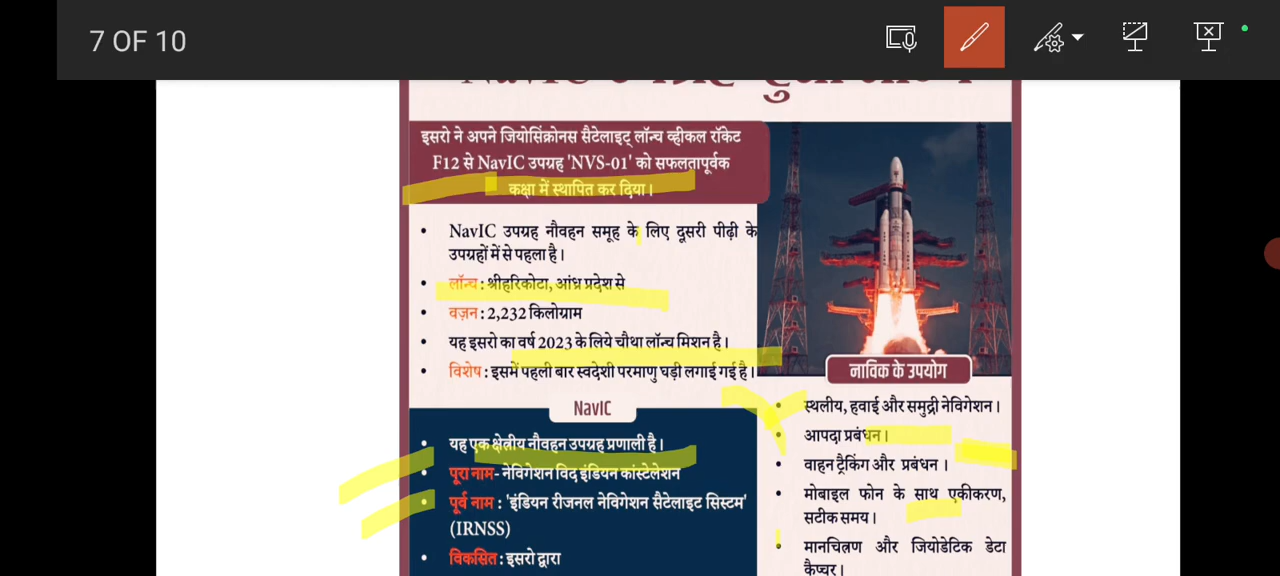 7 OF 10
इसरो ने अपने जियोसिंक्रोनस सैटेलाइट् लॉन्च व्हीकल रॉकेट
F12 से NavIC उपग्रह 'NVS-01' को सफलतापूर्वक
कक्षा में स्थापित कर दिया।
• NavIC उपग्रह नौवहन समूह के लिए दूसरी पीढ़ी के
उपग्रहों में से पहला है।
• लॉन्च : श्रीहरिकोटा, आंध्र प्रदेश से
• वज़न : 2,232 किलोग्राम
• यह इसरो का वर्ष 2023 के लिये चौथा लॉन्च मिशन है।
• विशेष : इसमें पहली बार स्वदेशी परमाणु घड़ी लगाई गई है।
NavIC
• यह एक क्षेत्रीय नौवहन उपग्रह प्रणाली है।
• पूरा नाम- नेविगेशन विद इंडियन कांस्टेलेशन
• पूर्व नाम : 'इंडियन रीजनल नेविगेशन सैटेलाइट सिस्टम'
(IRNSS)
• विकसित : इसरो द्वारा
नाविक के उपयोग
• स्थलीय, हवाई और समुद्री नेविगेशन।
• आपदा प्रबंधन।
• वाहन ट्रैकिंग और प्रबंधन ।
• मोबाइल फोन के साथ एकीकरण,
सटीक समय।
• मानचित्रण और जियोडेटिक डेटा
कैप्चर।